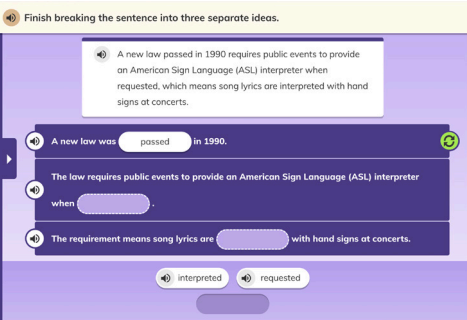 Finish breaking the sentence into three separate ideas.
A new law passed in 1990 requires public events to provide
an American Sign Language (ASL) interpreter when
requested, which means song lyrics are interpreted with hand
signs at concerts.
A new law was passed in 1990.
The law requires public events to provide an American Sign Language (ASL) interpreter
when .
The requirement means song lyrics are with hand signs at concerts.
interpreted requested